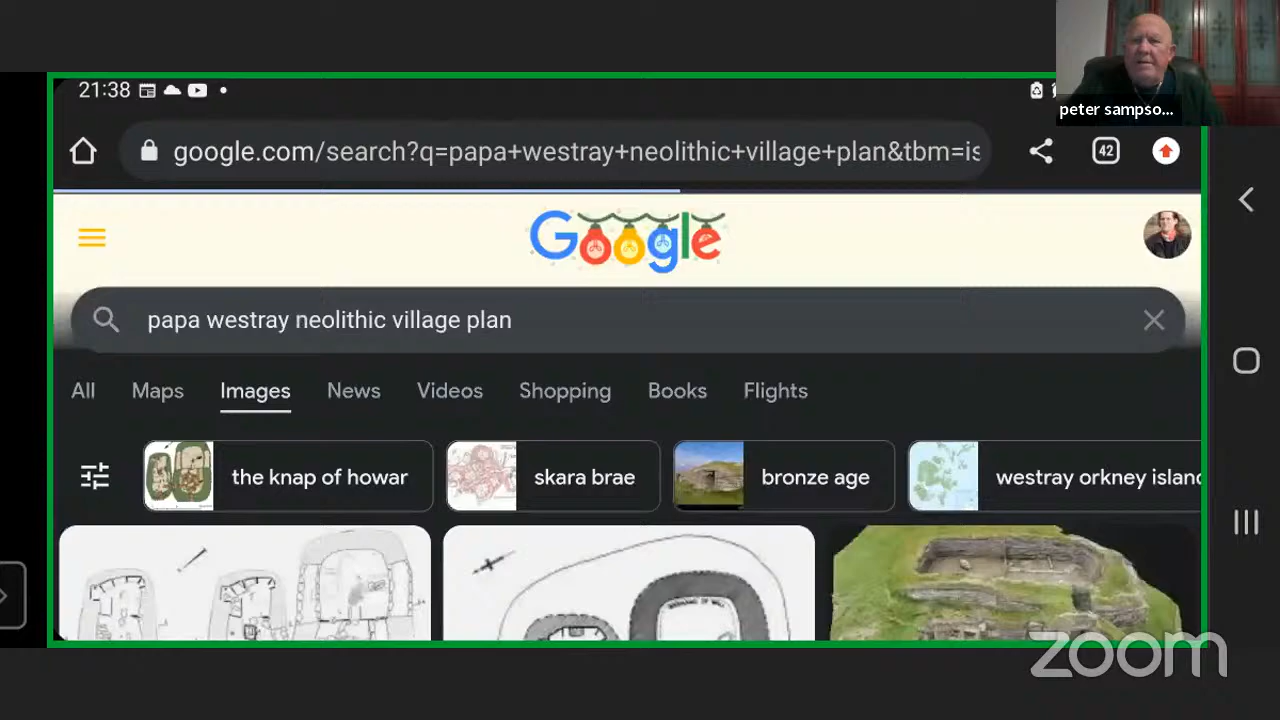 peter sampso...
21:38
google.com/search?q=papa+westray+neolithic+village+plan&tbm=is
42
Google
papa westray neolithic village plan
All Maps Images News Videos Shopping Books Flights
the knap of howar skara brae bronze age westray orkney island
zoom